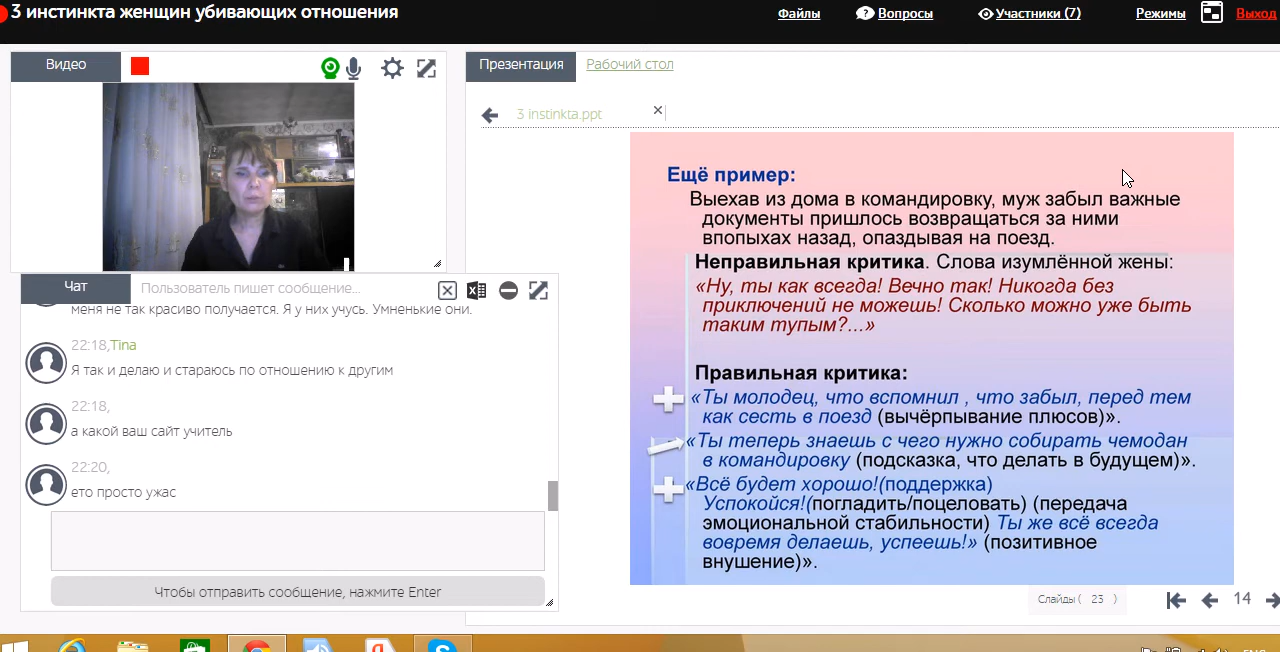 3 инстинкта женщин убивающих отношения
Файлы
Вопросы
Участники (7)
Режимы
Выход
Видео
Презентация
Рабочий стол
3 instinkta.ppt
Ещё пример:
Выехав из дома в командировку, муж забыл важные
документы пришлось возвращаться за ними
впопыхах назад, опаздывая на поезд.
Неправильная критика. Слова изумлённой жены:
«Ну, ты как всегда! Вечно так! Никогда без
приключений не можешь! Сколько можно уже быть
таким тупым?...»
Правильная критика:
«Ты молодец, что вспомнил , что забыл, перед тем
как сесть в поезд (вычёрпывание плюсов)».
«Ты теперь знаешь с чего нужно собирать чемодан
в командировку (подсказка, что делать в будущем)».
«Всё будет хорошо!(поддержка)
Успокойся!(погладить/поцеловать) (передача
эмоциональной стабильности) Ты же всё всегда
вовремя делаешь, успеешь!» (позитивное
внушение)».
Слайды ( 23 )
14
Чат
Пользователь пишет сообщение...
меня не так красиво получается. Я у них учусь. Умненькие они.
22:18,Tina
Я так и делаю и стараюсь по отношению к другим
22:18,
а какой ваш сайт учитель
22:20,
ето просто ужас
Чтобы отправить сообщение, нажмите Enter